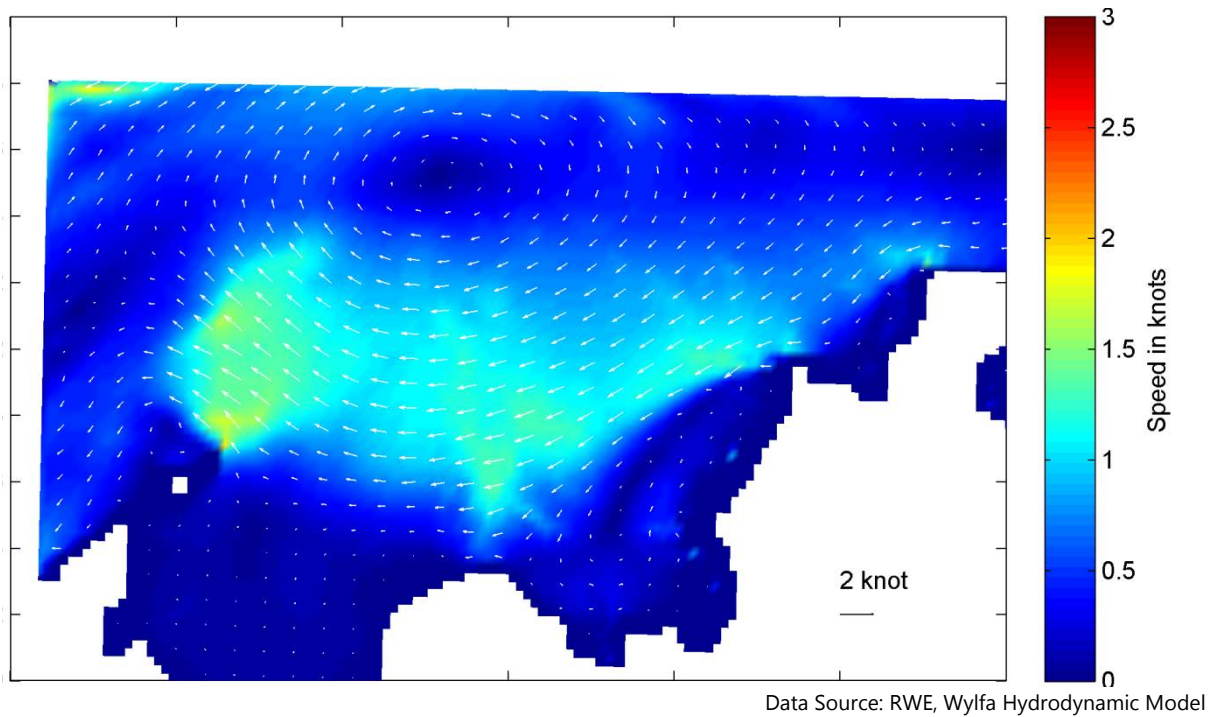 3
2.5
2
1.5
1
0.5
0
Speed in knots
2 knot
Data Source: RWE, Wylfa Hydrodynamic Model